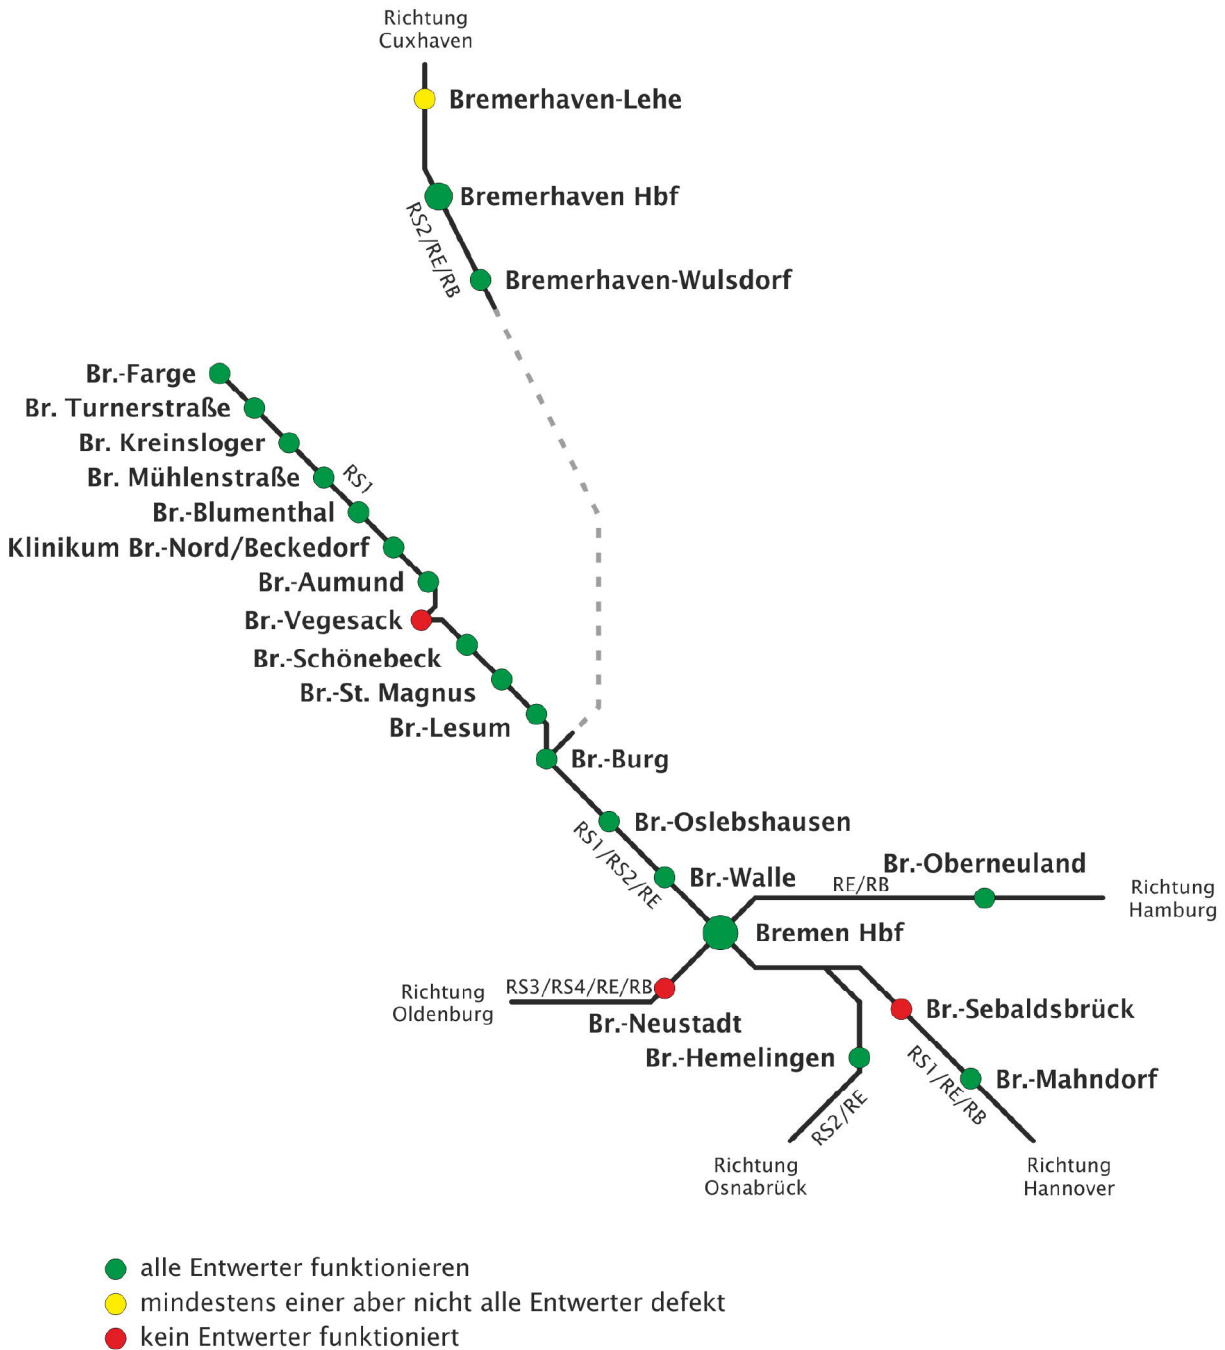 Richtung
Cuxhaven
Bremerhaven-Lehe
Bremerhaven Hbf
RS2/RE/RB
Bremerhaven-Wulsdorf
Br.-Farge
Br. Turnerstraße
Br. Kreinsloger
Br. Mühlenstraße
RS1
Br.-Blumenthal
Klinikum Br.-Nord/Beckedorf
Br.-Aumund
Br.-Vegesack
Br.-Schönebeck
Br.-St. Magnus
Br.-Lesum
Br.-Burg
Br.-Oslebshausen
RS1/RS2/RE
Br.-Walle
Br.-Oberneuland
RE/RB
Richtung
Hamburg
Bremen Hbf
RS3/RS4/RE/RB
Richtung
Oldenburg
Br.-Neustadt
Br.-Sebaldsbrück
Br.-Hemelingen
RS1/RE/RB
Br.-Mahndorf
RS2/RE
Richtung
Osnabrück
Richtung
Hannover
alle Entwerter funktionieren
mindestens einer aber nicht alle Entwerter defekt
kein Entwerter funktioniert